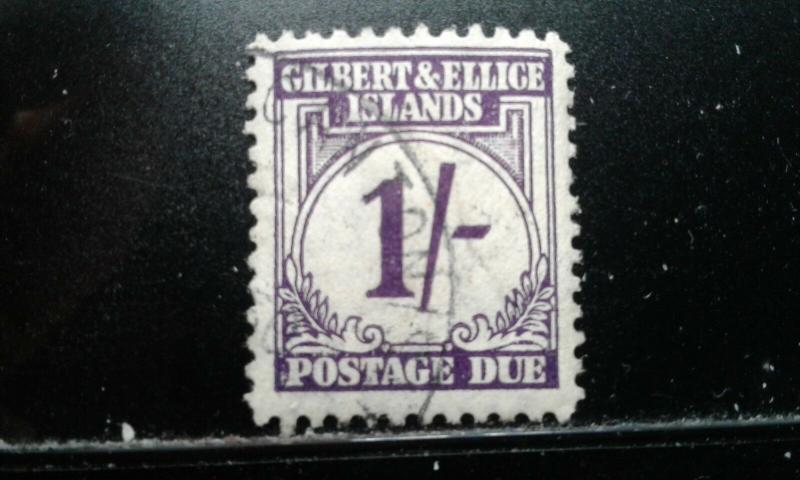 GILBERT & ELLICE
ISLANDS
1/-
POSTAGE DUE